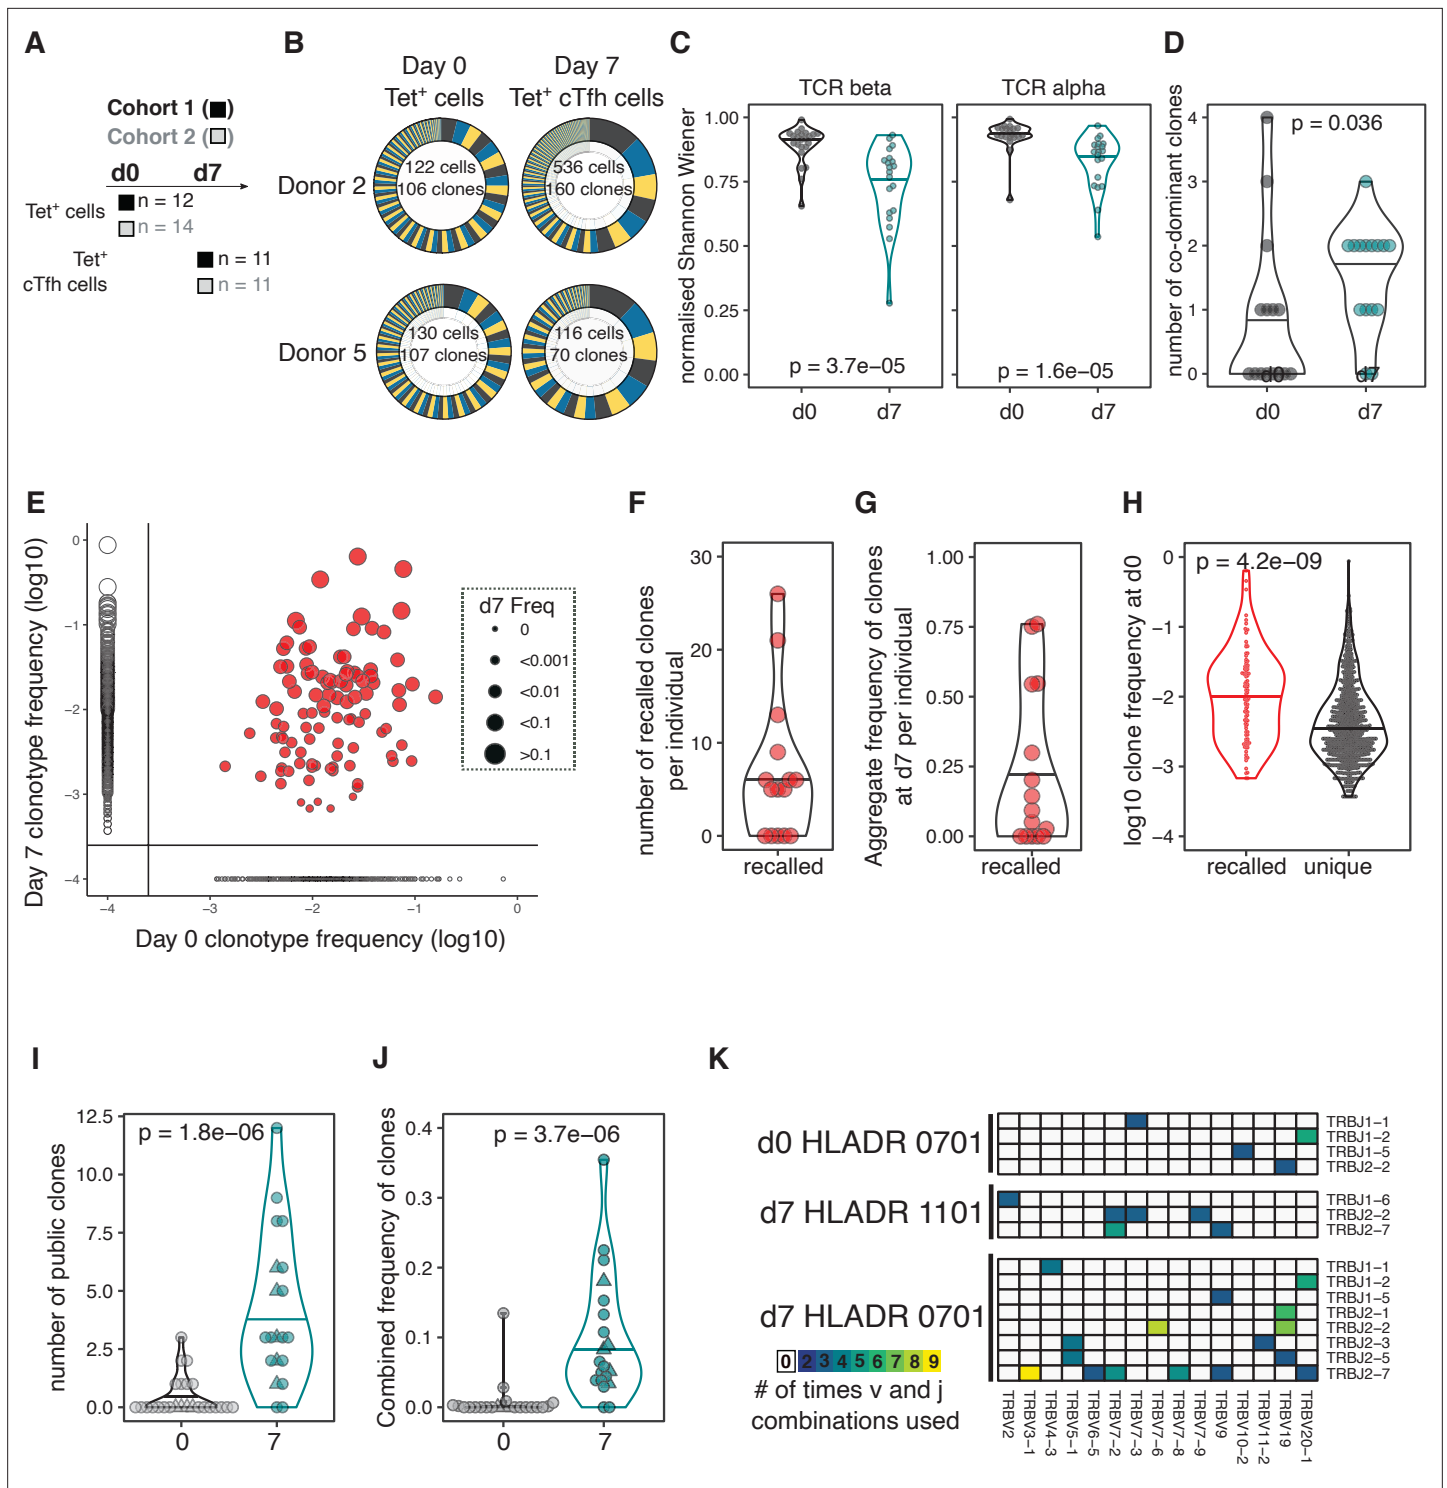 A
Cohort 1 (■)
Cohort 2 (□)
d0 d7
Tet⁺ cells
n = 12
n = 14
Tet⁺
cTfh cells
n = 11
n = 11
B
Day 0
Tet⁺ cells
Day 7
Tet⁺ cTfh cells
Donor 2
122 cells
106 clones
536 cells
160 clones
Donor 5
130 cells
107 clones
116 cells
70 clones
C
TCR beta
TCR alpha
normalised Shannon Wiener
1.00
0.75
0.50
0.25
0.00
p = 3.7e−05
p = 1.6e−05
d0 d7
d0 d7
D
number of co-dominant clones
4
3
2
1
0
p = 0.036
d0 d7
d0 d7
E
Day 7 clonotype frequency (log10)
0
−1
−2
−3
−4
−4 −3 −2 −1 0
Day 0 clonotype frequency (log10)
d7 Freq
0
<0.001
<0.01
<0.1
>0.1
F
number of recalled clones
per individual
30
20
10
0
recalled
G
Aggregate frequency of clones
at d7 per individual
1.00
0.75
0.50
0.25
0.00
recalled
H
log10 clone frequency at d0
0
−1
−2
−3
−4
p = 4.2e−09
recalled unique
I
number of public clones
12.5
10.0
7.5
5.0
2.5
0.0
p = 1.8e−06
0 7
J
Combined frequency of clones
0.4
0.3
0.2
0.1
0.0
p = 3.7e−06
0 7
K
d0 HLADR 0701
TRBJ1−1
TRBJ1−2
TRBJ1−5
TRBJ2−2
d7 HLADR 1101
TRBJ1−6
TRBJ2−2
TRBJ2−7
d7 HLADR 0701
TRBJ1−1
TRBJ1−2
TRBJ1−5
TRBJ2−1
TRBJ2−2
TRBJ2−3
TRBJ2−5
TRBJ2−7
0 2 3 4 5 6 7 8 9
# of times v and j
combinations used
TRBV2
TRBV3−1
TRBV4−3
TRBV5−1
TRBV6−5
TRBV7−2
TRBV7−3
TRBV7−6
TRBV7−8
TRBV7−9
TRBV9
TRBV10−2
TRBV11−2
TRBV19
TRBV20−1